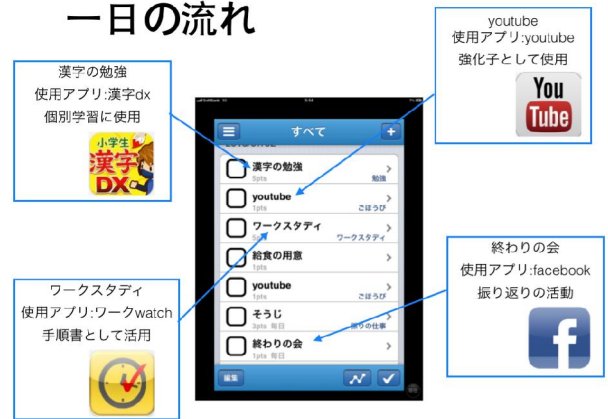 一日の流れ
漢字の勉強
使用アプリ:漢字dx
個別学習に使用
小学生
漢字
DX
youtube
使用アプリ:youtube
強化子として使用
You
Tube
すべて
漢字の勉強
5pts
勉強
youtube
1pts
ごほうび
ワークスタディ
ワークスタディ
給食の用意
1pts
youtube
1pts
ごほうび
そうじ
3pts 毎日
終わりの会
1pts 毎日
編集
ワークスタディ
使用アプリ:ワークwatch
手順書として活用
終わりの会
使用アプリ:facebook
振り返りの活動
f